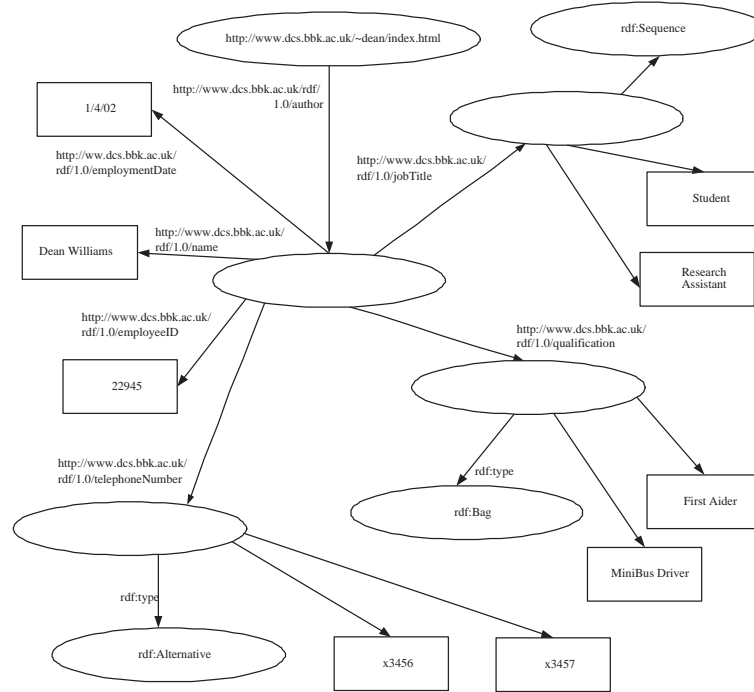 rdf:Sequence
http://www.dcs.bbk.ac.uk/~dean/index.html
http://www.dcs.bbk.ac.uk/rdf/
1.0/author
1/4/02
http://ww.dcs.bbk.ac.uk/
rdf/1.0/employmentDate
http://www.dcs.bbk.ac.uk/
rdf/1.0/jobTitle
Student
http://www.dcs.bbk.ac.uk/
rdf/1.0/name
Dean Williams
Research
Assistant
http://www.dcs.bbk.ac.uk/
rdf/1.0/employeeID
http://www.dcs.bbk.ac.uk/
rdf/1.0/qualification
22945
http://www.dcs.bbk.ac.uk/
rdf/1.0/telephoneNumber
rdf:type
First Aider
rdf:Bag
MiniBus Driver
rdf:type
rdf:Alternative
x3456
x3457